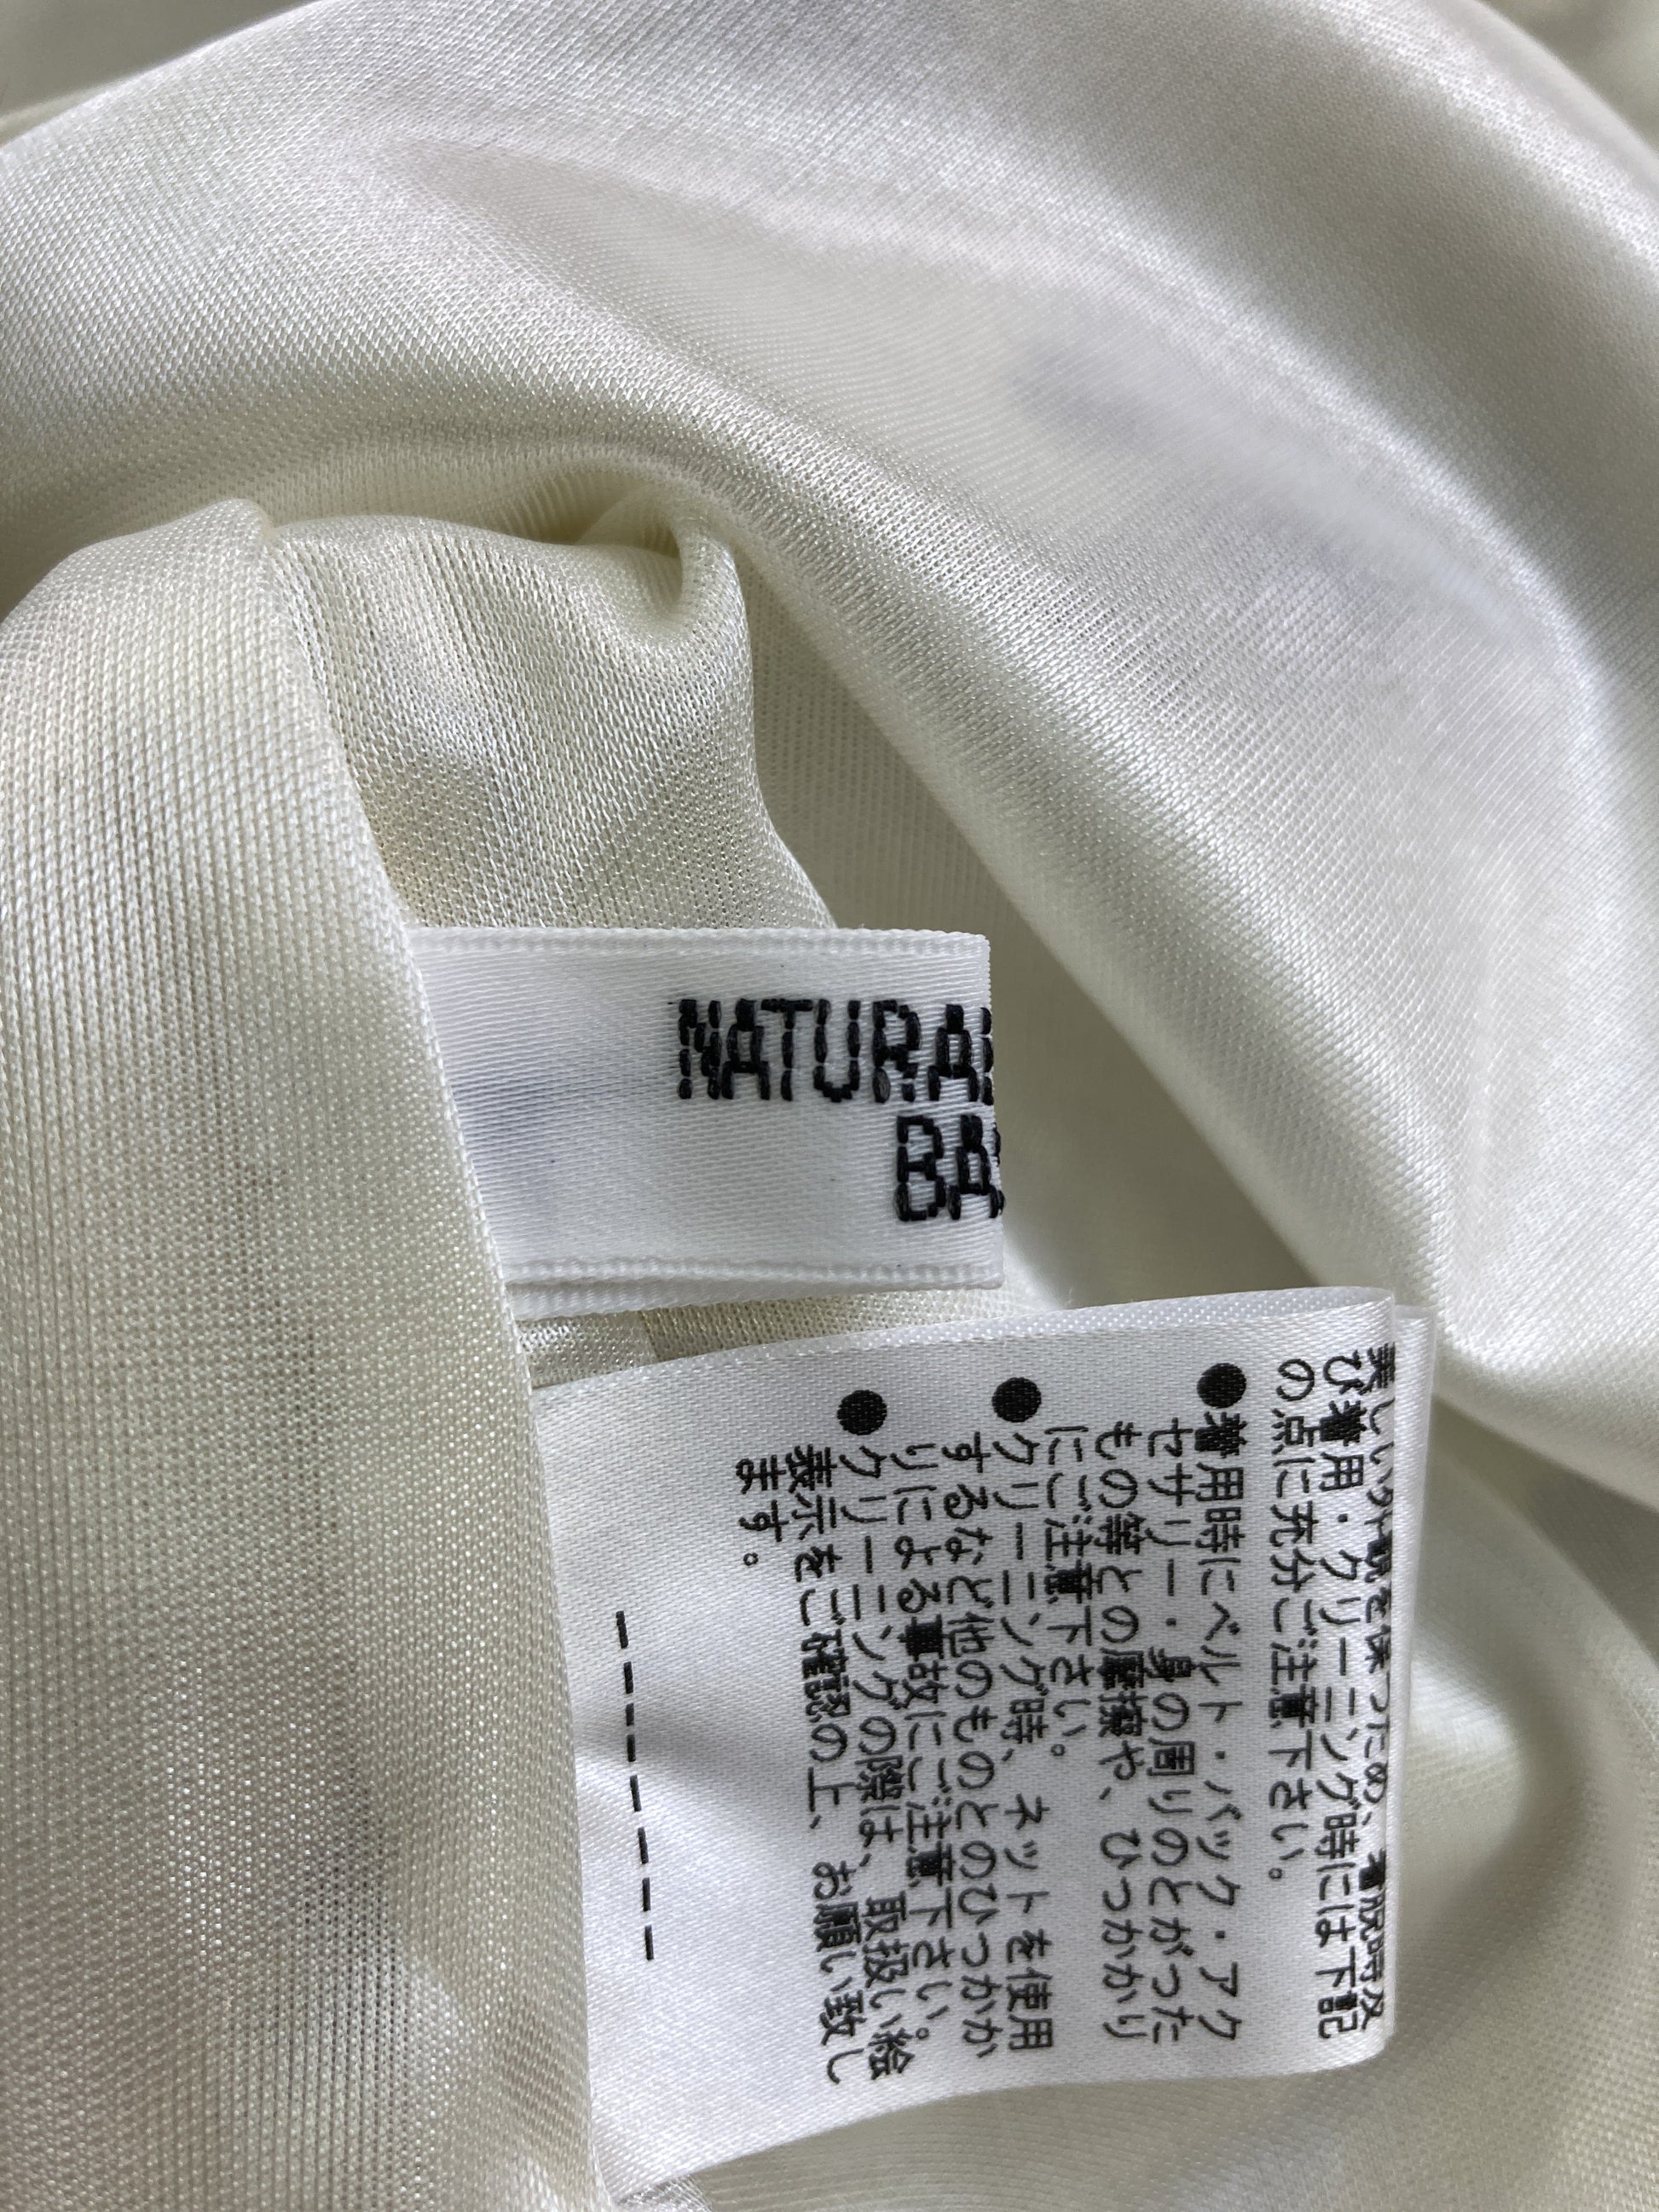 NATURAL
BA
美しい外観を保つため、着脱時及
び着用・クリーニング時には下記
の点に充分ご注意下さい。
●着用時にベルト・バック・アク
セサリー・身の周りのとがった
もの等との摩擦や、ひっかかり
にご注意下さい。
●クリーニング時、ネットを使用
するなど他のものとのひっかか
りによる事故にご注意下さい。
●クリーニングの際は、取扱い絵
表示をご確認の上、お願い致し
ます。